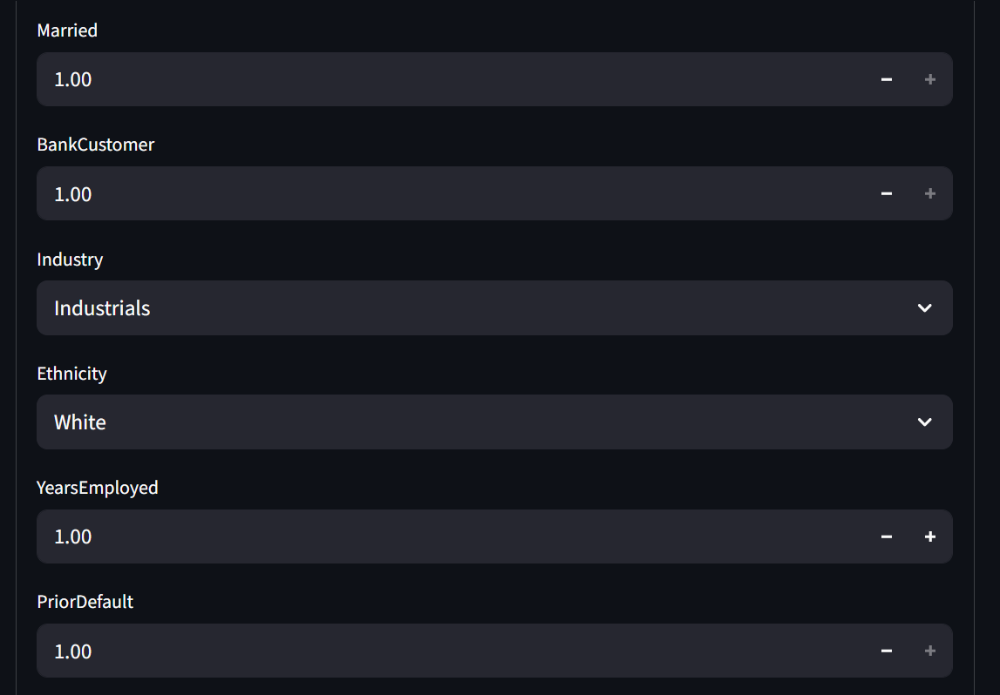 Married
1.00
BankCustomer
1.00
Industry
Industrials
Ethnicity
White
YearsEmployed
1.00
PriorDefault
1.00